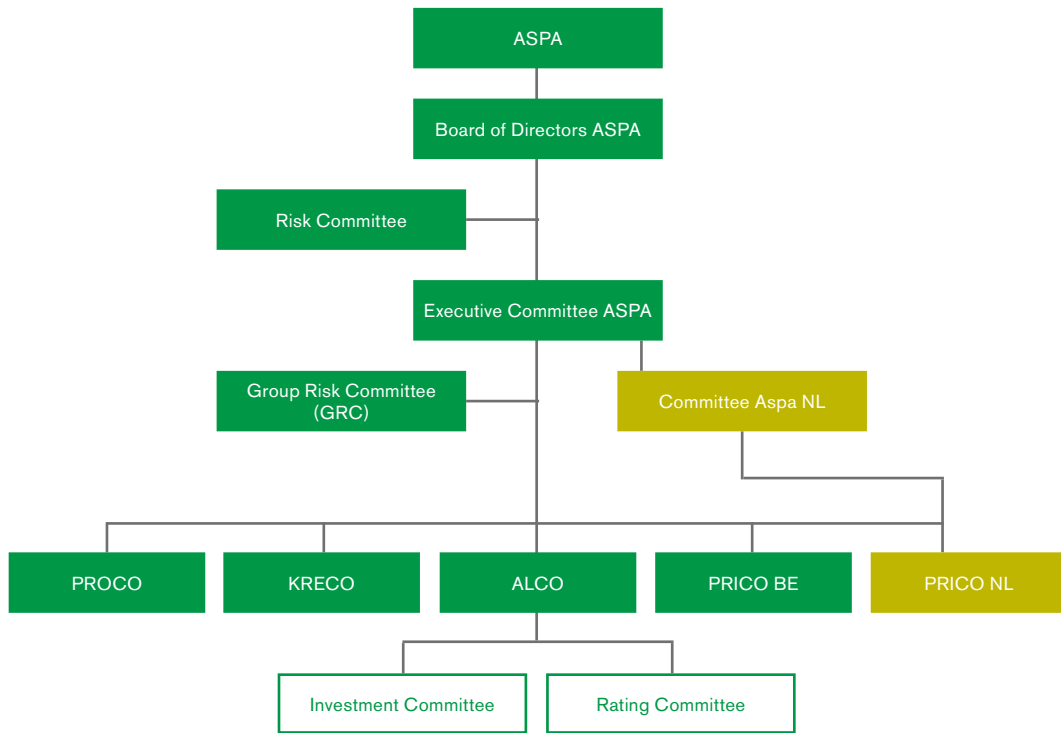 ASPA
Board of Directors ASPA
Risk Committee
Executive Committee ASPA
Group Risk Committee
(GRC)
Committee Aspa NL
PROCO
KRECO
ALCO
PRICO BE
PRICO NL
Investment Committee
Rating Committee